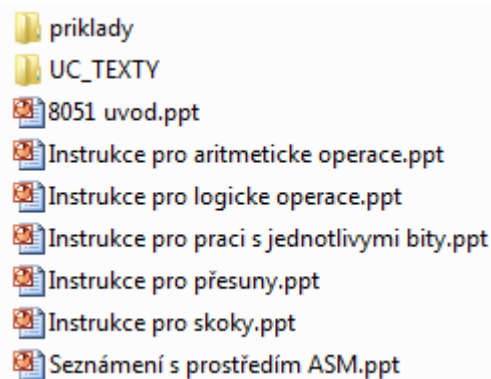 priklady
UC_TEXTY
8051 uvod.ppt
Instrukce pro aritmeticke operace.ppt
Instrukce pro logicke operace.ppt
Instrukce pro praci s jednotlivymi bity.ppt
Instrukce pro přesuny.ppt
Instrukce pro skoky.ppt
Seznámení s prostředím ASM.ppt